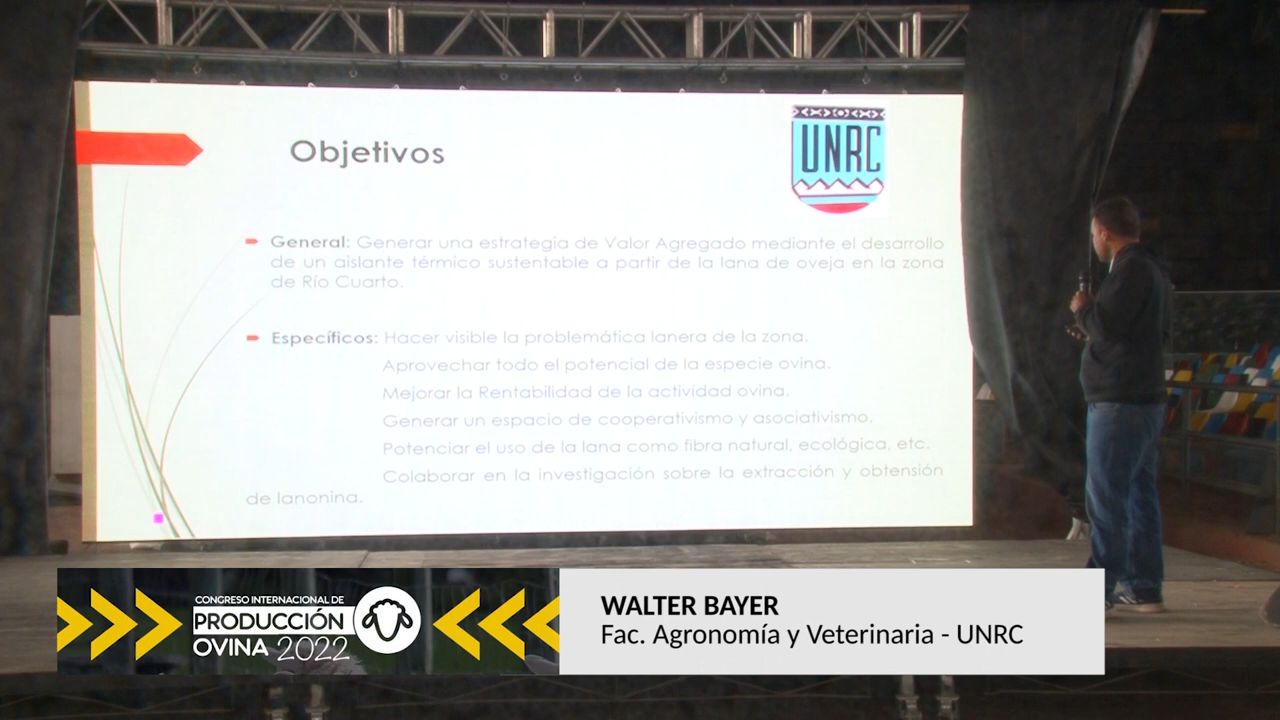 Objetivos
UNRC
General: Generar una estrategia de Valor Agregado mediante el desarrollo
de un aislante térmico sustentable a partir de la lana de oveja en la zona
de Río Cuarto.
Específicos: Hacer visible la problemática lanera de la zona.
Aprovechar todo el potencial de la especie ovina.
Mejorar la Rentabilidad de la actividad ovina.
Generar un espacio de cooperativismo y asociativismo.
Potenciar el uso de la lana como fibra natural, ecológica, etc.
Colaborar en la investigación sobre la extracción y obtensión
de lanonina.
CONGRESO INTERNACIONAL DE
PRODUCCIÓN
OVINA 2022
WALTER BAYER
Fac. Agronomía y Veterinaria - UNRC